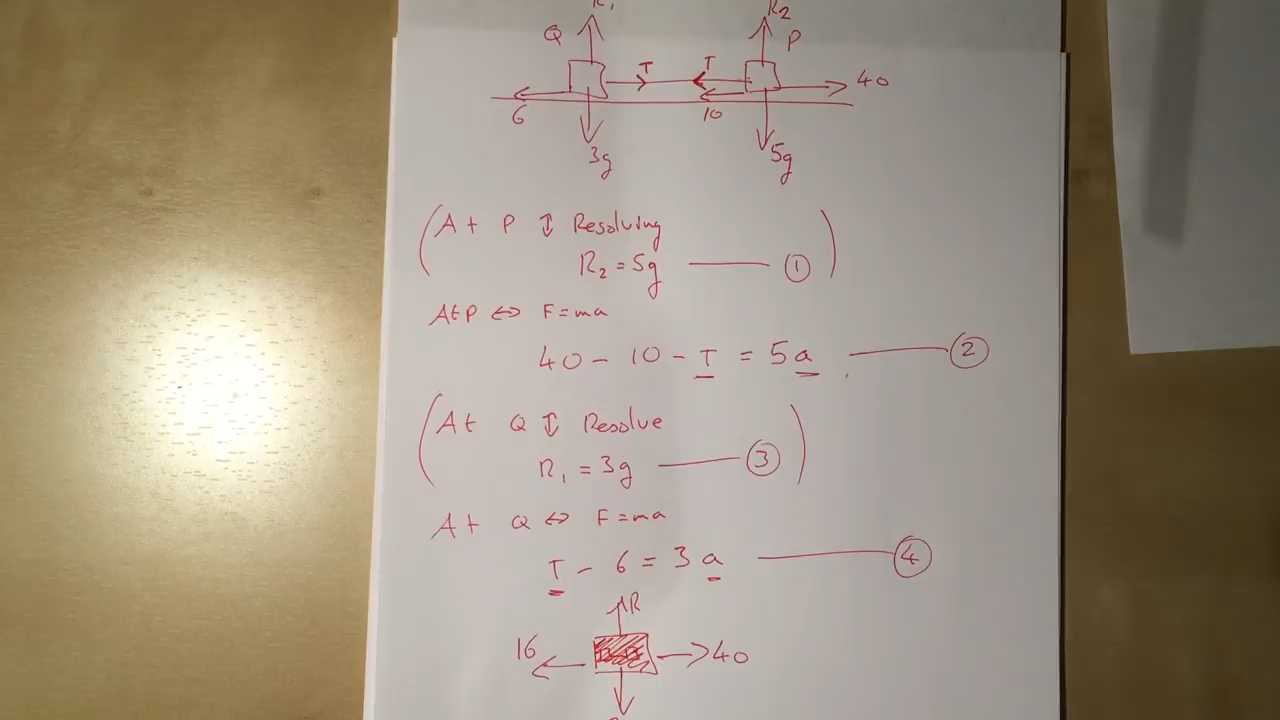 R₁ R₂
Q P
T T 40
6 10
3g 5g
(At P ↕ Resolving
R₂ = 5g ——— ①)
At P ↔ F=ma
40 - 10 - T = 5a ——— ②
(At Q ↕ Resolve
R₁ = 3g ——— ③)
At Q ↔ F=ma
T - 6 = 3a ——— ④
R
16 40